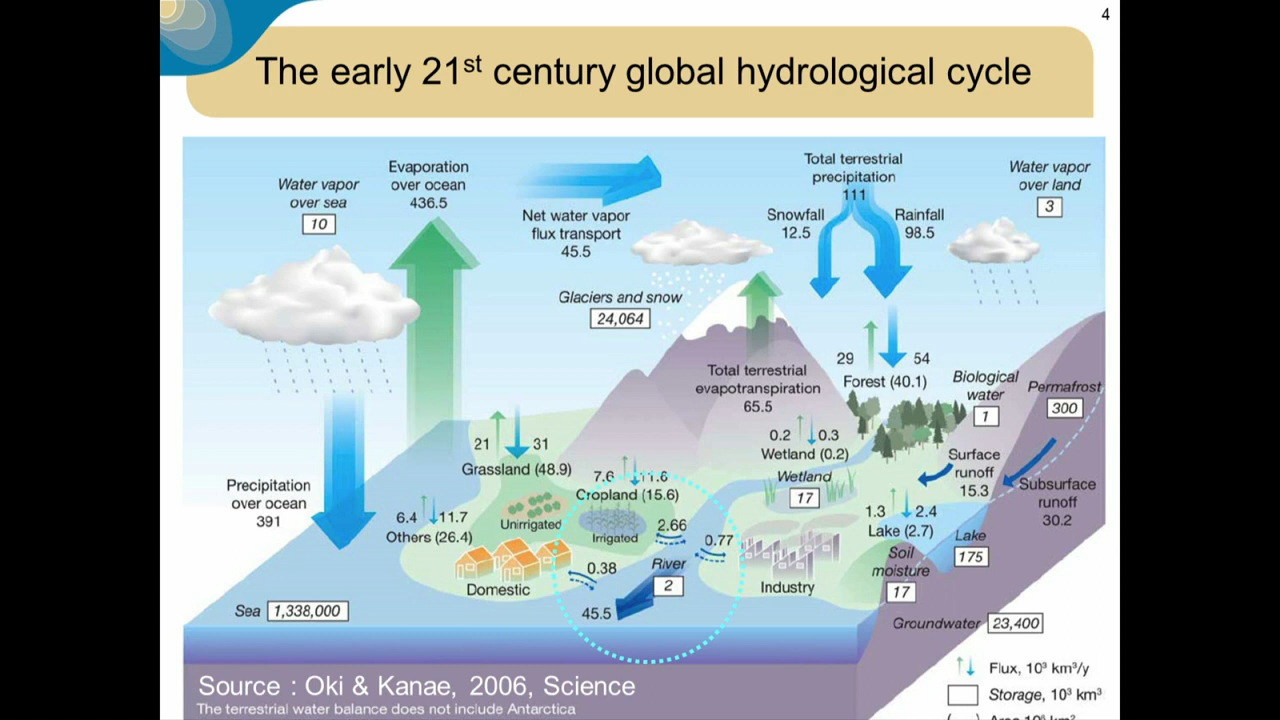 4
The early 21st century global hydrological cycle
Water vapor
over sea
10
Evaporation
over ocean
436.5
Net water vapor
flux transport
45.5
Total terrestrial
precipitation
111
Snowfall
12.5
Rainfall
98.5
Water vapor
over land
3
Glaciers and snow
24,064
Total terrestrial
evapotranspiration
65.5
29 54
Forest (40.1)
Biological
water
1
Permafrost
300
21 31
Grassland (48.9)
0.2 0.3
Wetland (0.2)
Wetland
17
7.6 11.6
Cropland (15.6)
Surface
runoff
15.3
Subsurface
runoff
30.2
Precipitation
over ocean
391
6.4 11.7
Others (26.4)
Unirrigated
Irrigated
2.66
0.77
1.3 2.4
Lake (2.7)
Lake
175
Soil
moisture
17
Domestic
0.38
River
2
Industry
45.5
Sea 1,338,000
Groundwater 23,400
Flux, 10³ km³/y
Storage, 10³ km³
Source : Oki & Kanae, 2006, Science
The terrestrial water balance does not include Antarctica